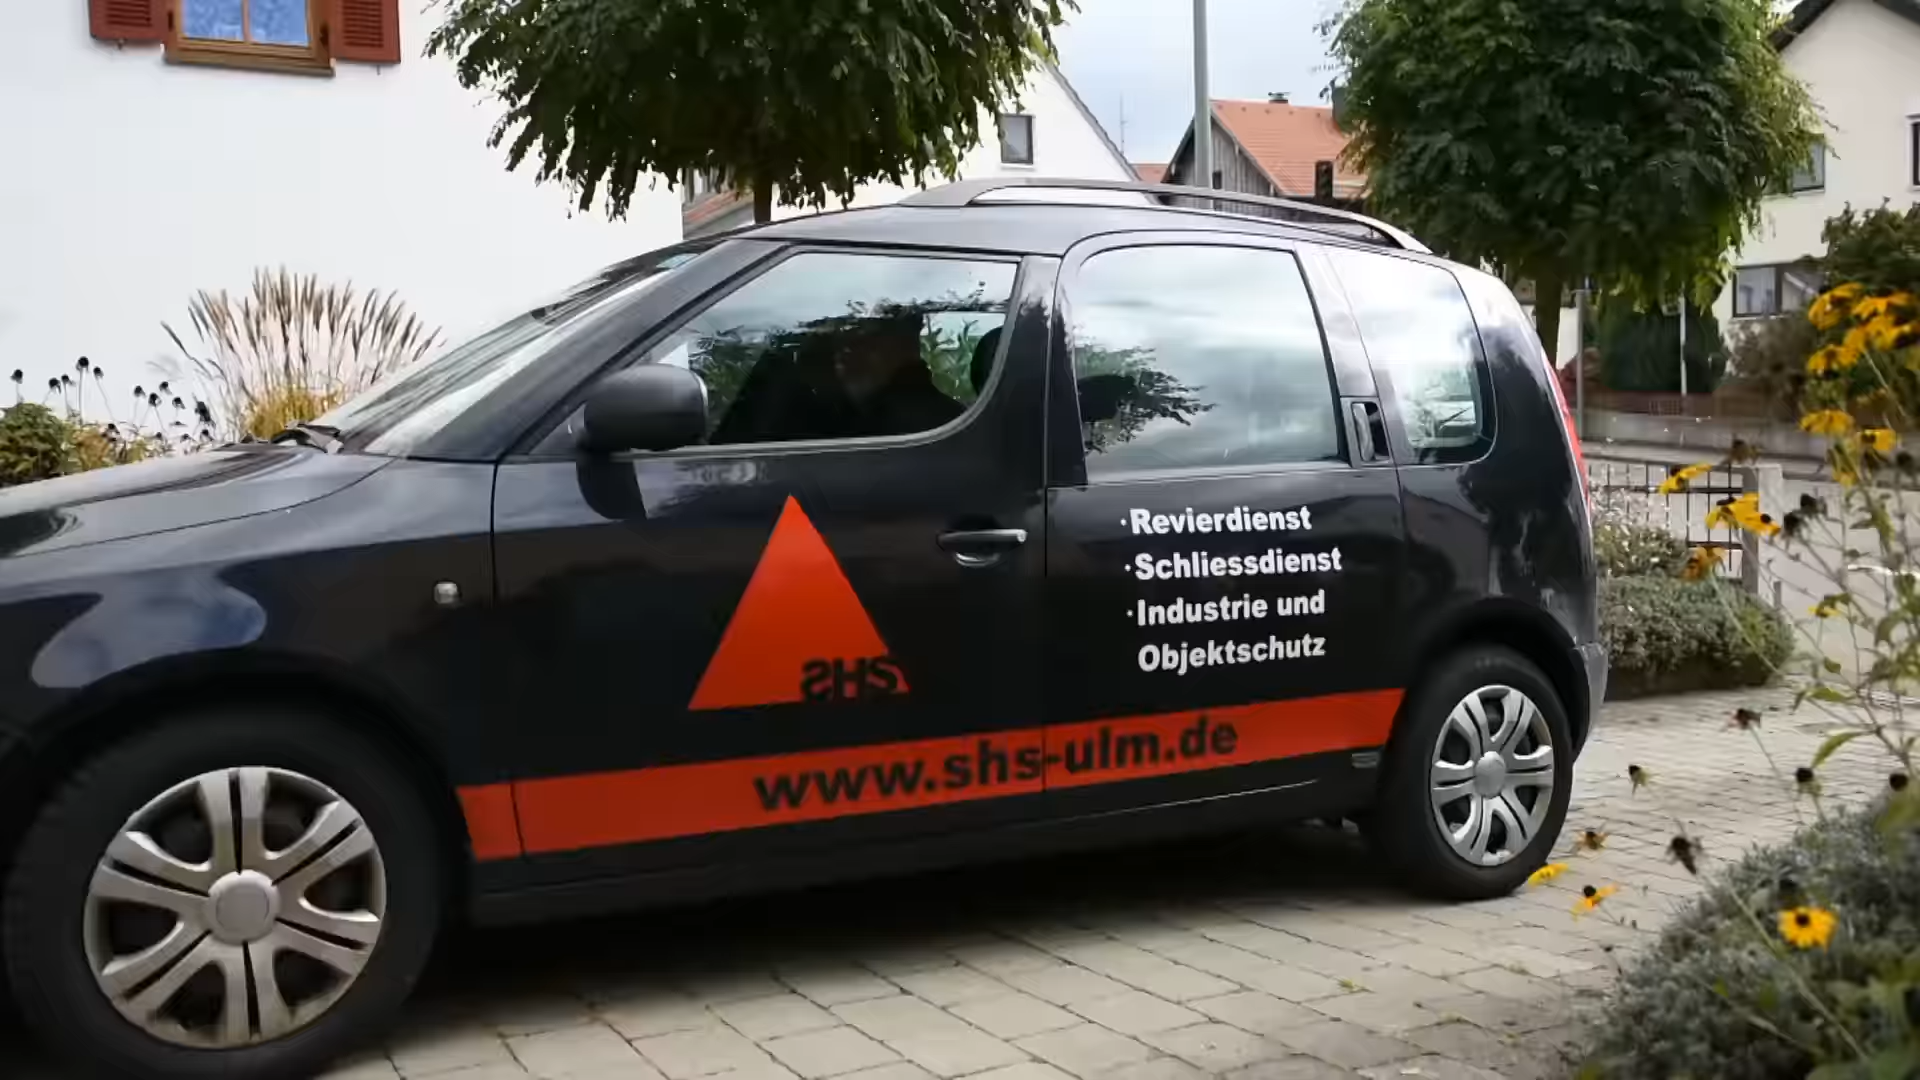 SHS
·Revierdienst
·Schliessdienst
·Industrie und
Objektschutz
www.shs-ulm.de